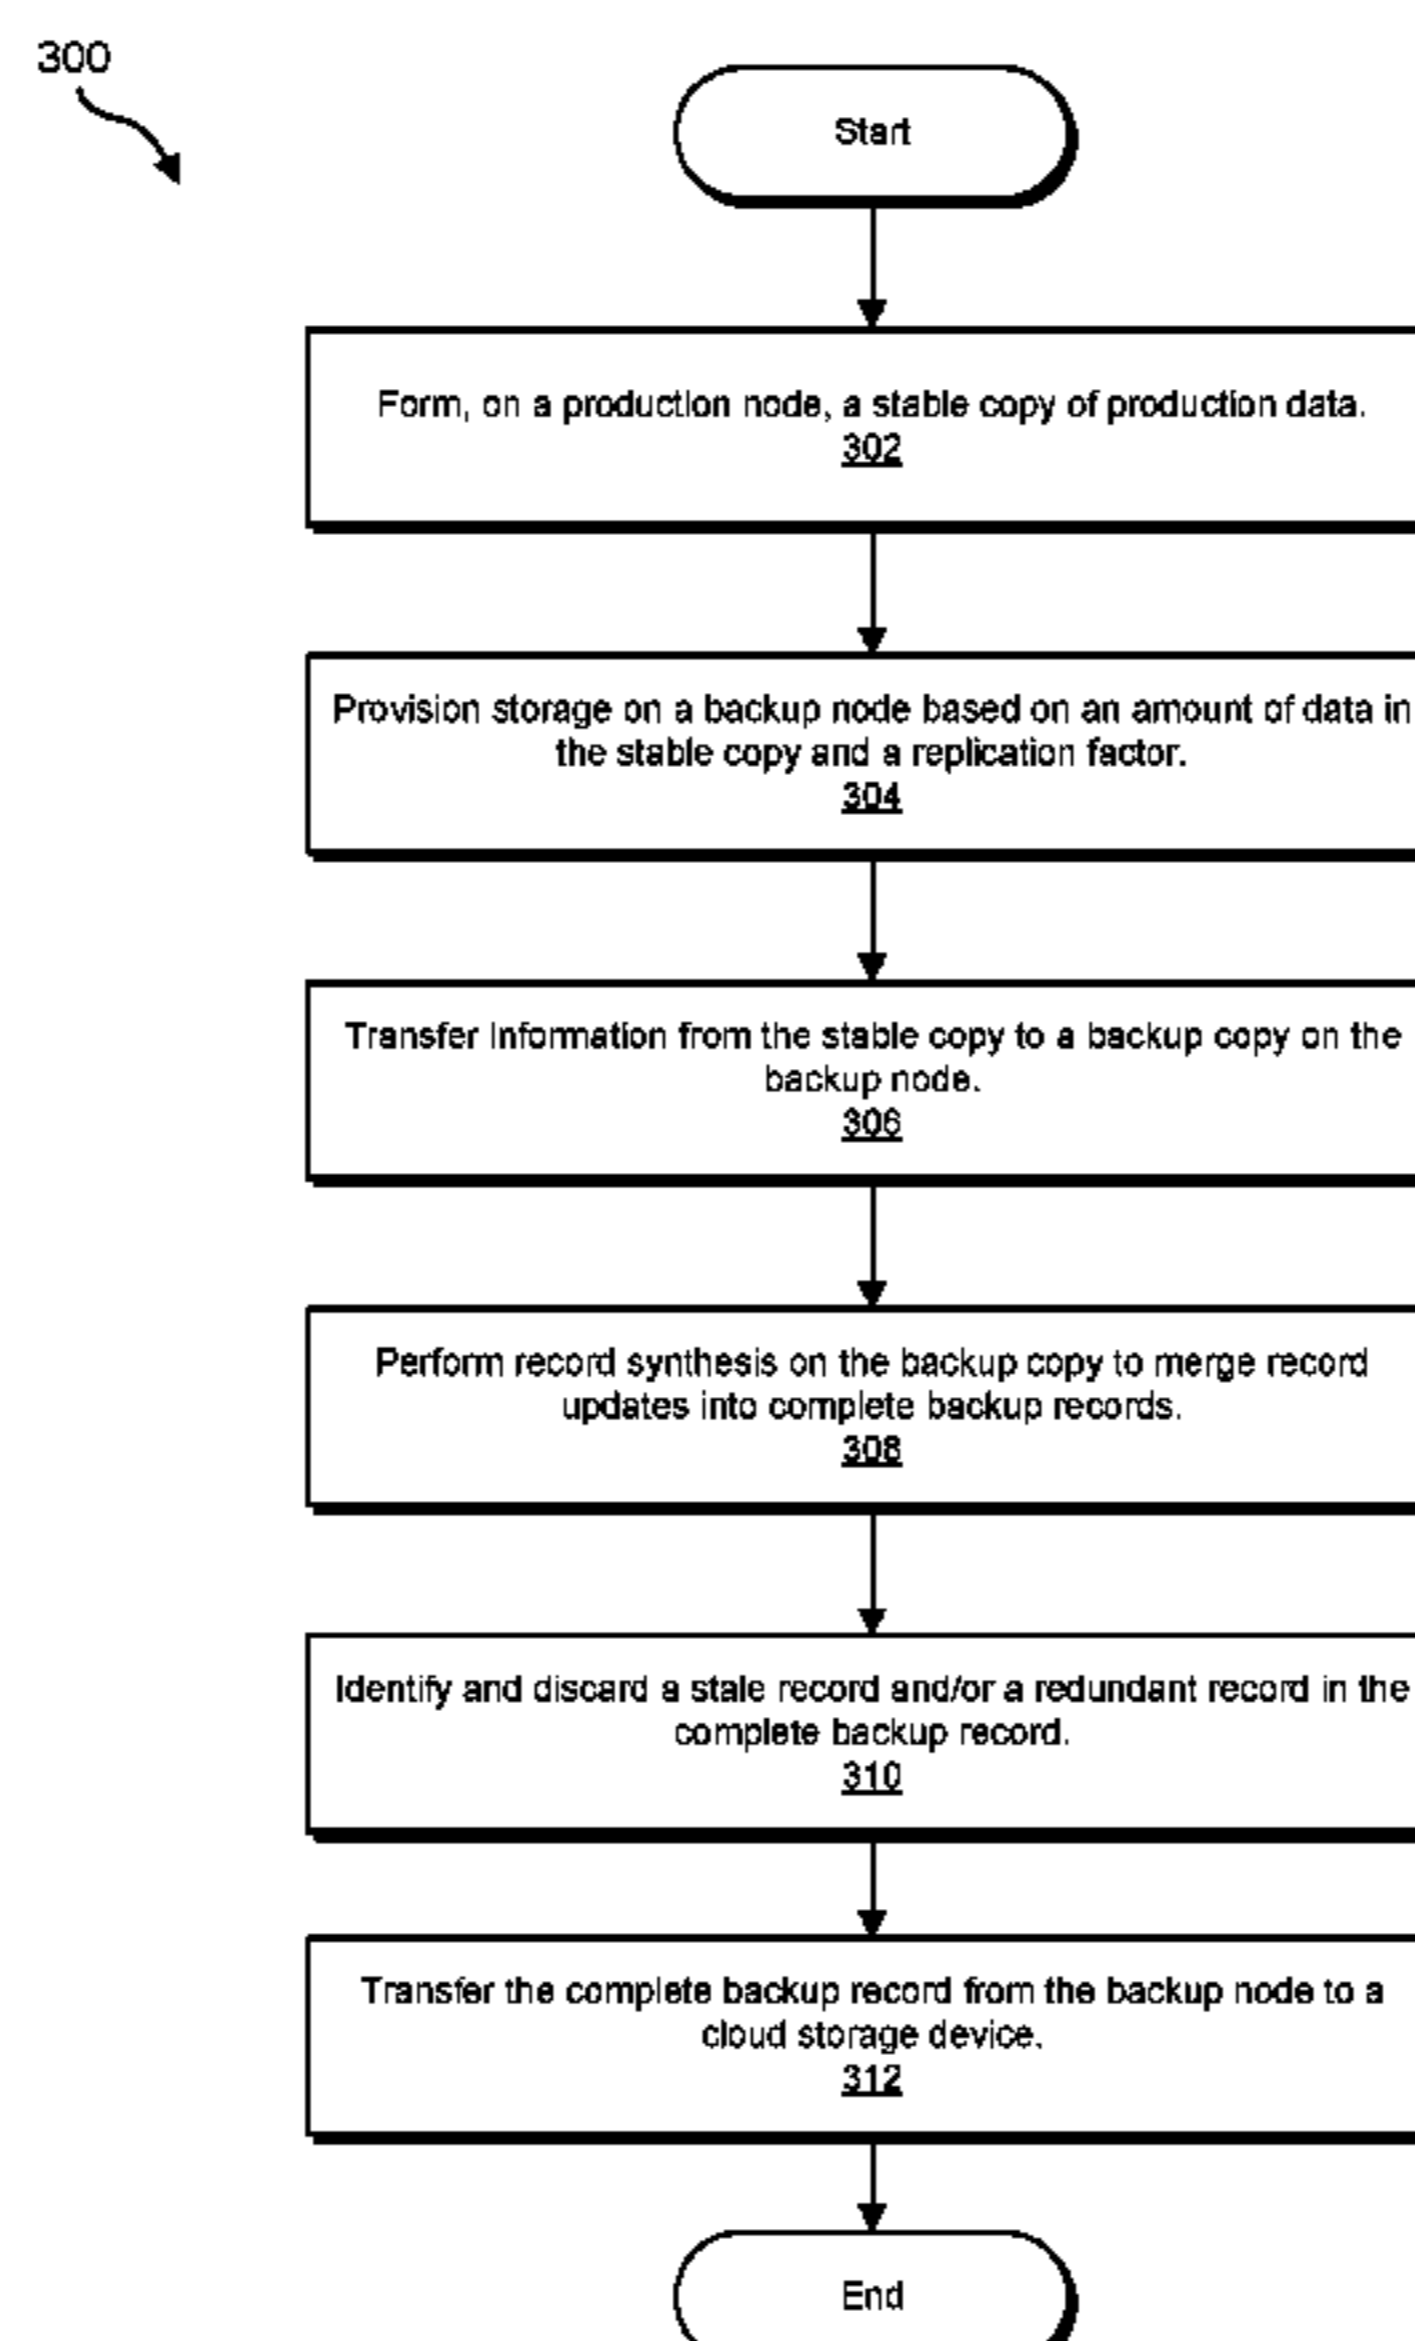 300
Start
Form, on a production node, a stable copy of production data.
302
Provision storage on a backup node based on an amount of data in
the stable copy and a replication factor.
304
Transfer Information from the stable copy to a backup copy on the
backup node.
306
Perform record synthesis on the backup copy to merge record
updates into complete backup records.
308
Identify and discard a stale record and/or a redundant record in the
complete backup record.
310
Transfer the complete backup record from the backup node to a
cloud storage device.
312
End